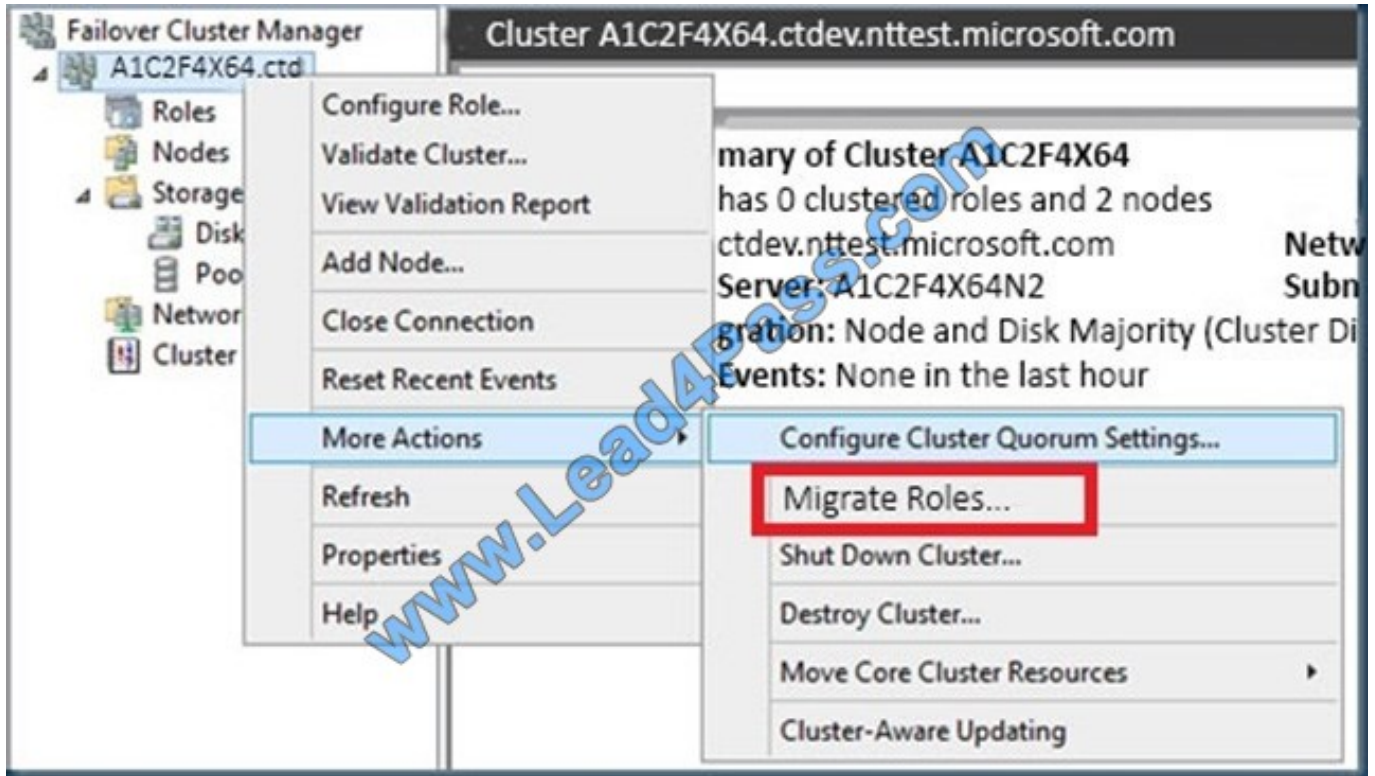 Failover Cluster Manager
Cluster A1C2F4X64.ctdev.nttest.microsoft.com
A1C2F4X64.ctd
Roles
Nodes
Storage
Disk
Poo
Networ
Cluster
Configure Role...
Validate Cluster...
View Validation Report
Add Node...
Close Connection
Reset Recent Events
More Actions
Refresh
Properties
Help
mary of Cluster A1C2F4X64
has 0 clustered roles and 2 nodes
ctdev.nttest.microsoft.com Netw
Server: A1C2F4X64N2 Subn
gration: Node and Disk Majority (Cluster Di
Events: None in the last hour
Configure Cluster Quorum Settings...
Migrate Roles...
Shut Down Cluster...
Destroy Cluster...
Move Core Cluster Resources
Cluster-Aware Updating
www.Lead4Pass.com